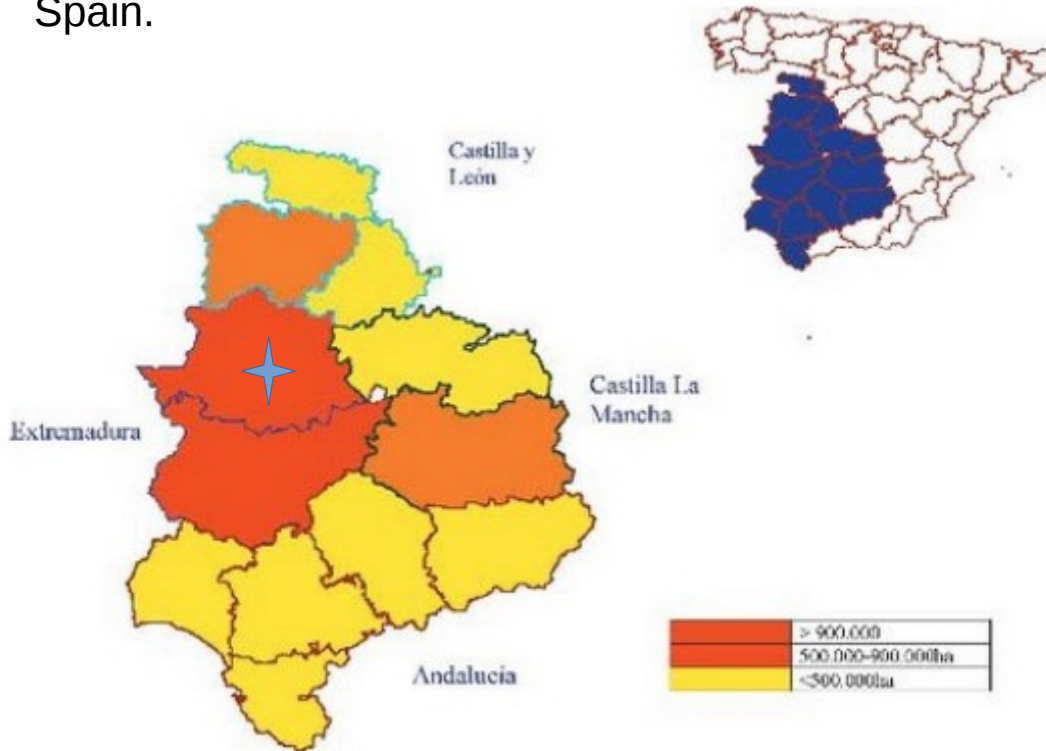 Spain.
Castilla y
León
Castilla La
Mancha
Extremadura
Andalucía
> 900.000
500.000-900.000ha
<500.000ha